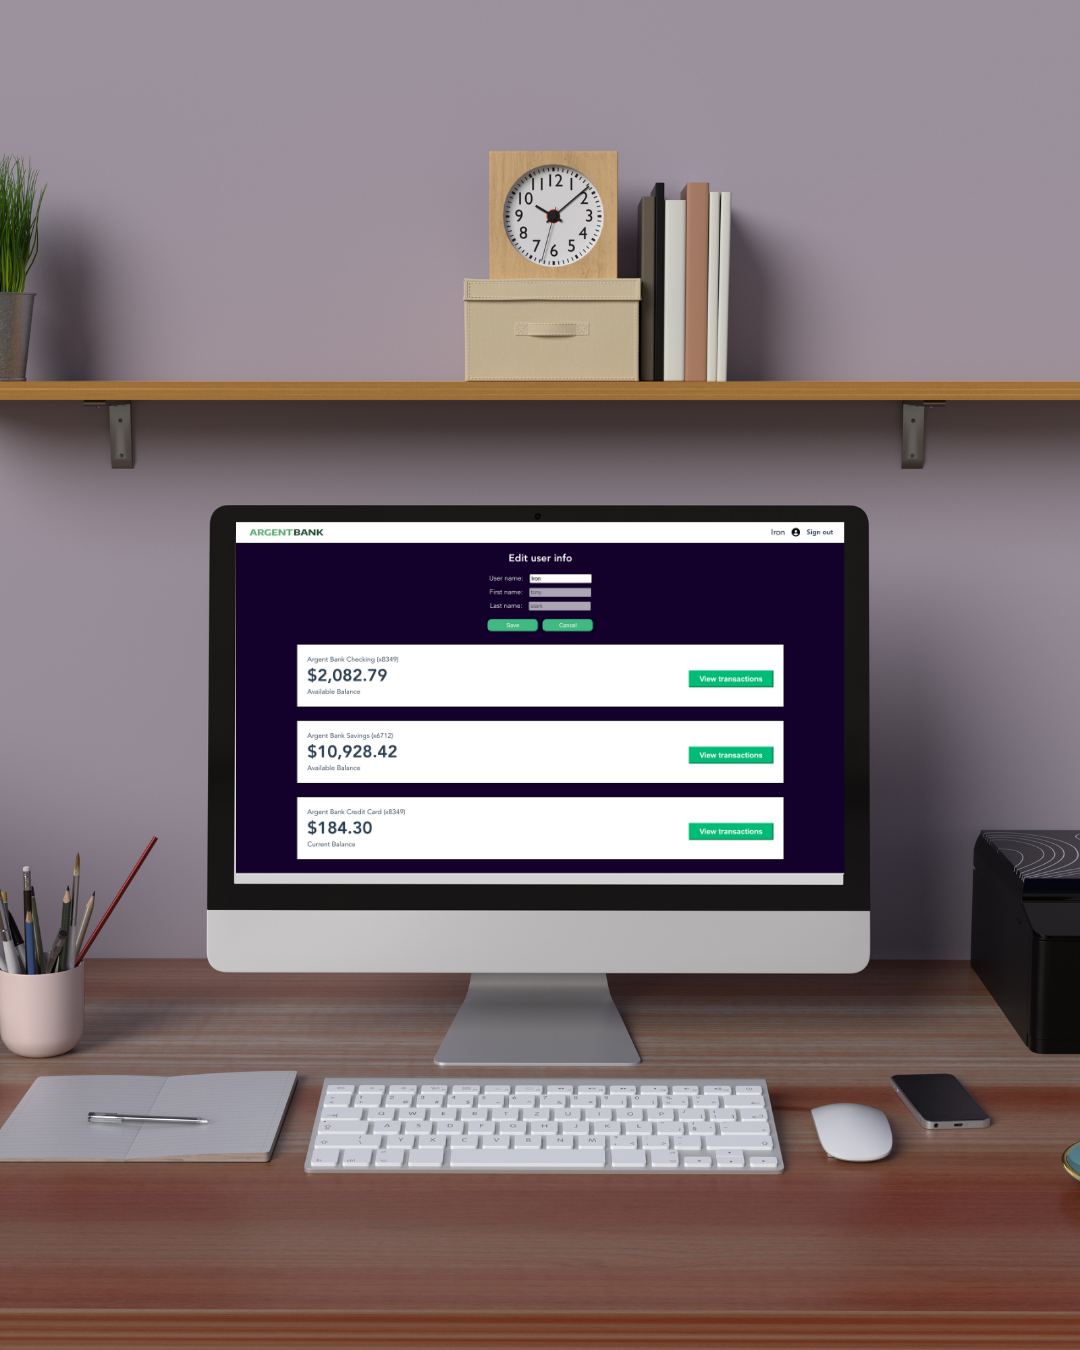 12
11 1
10 2
9 3
8 4
7 5
6
ARGENTBANK
Iron Sign out
Edit user info
User name: Iron
First name: tony
Last name: stark
Save Cancel
Argent Bank Checking (x8349)
$2,082.79
Available Balance
View transactions
Argent Bank Savings (x6712)
$10,928.42
Available Balance
View transactions
Argent Bank Credit Card (x8349)
$184.30
Current Balance
View transactions
Q W E R T Z U I O P
A S D F G H J K L
Y X C V B N M